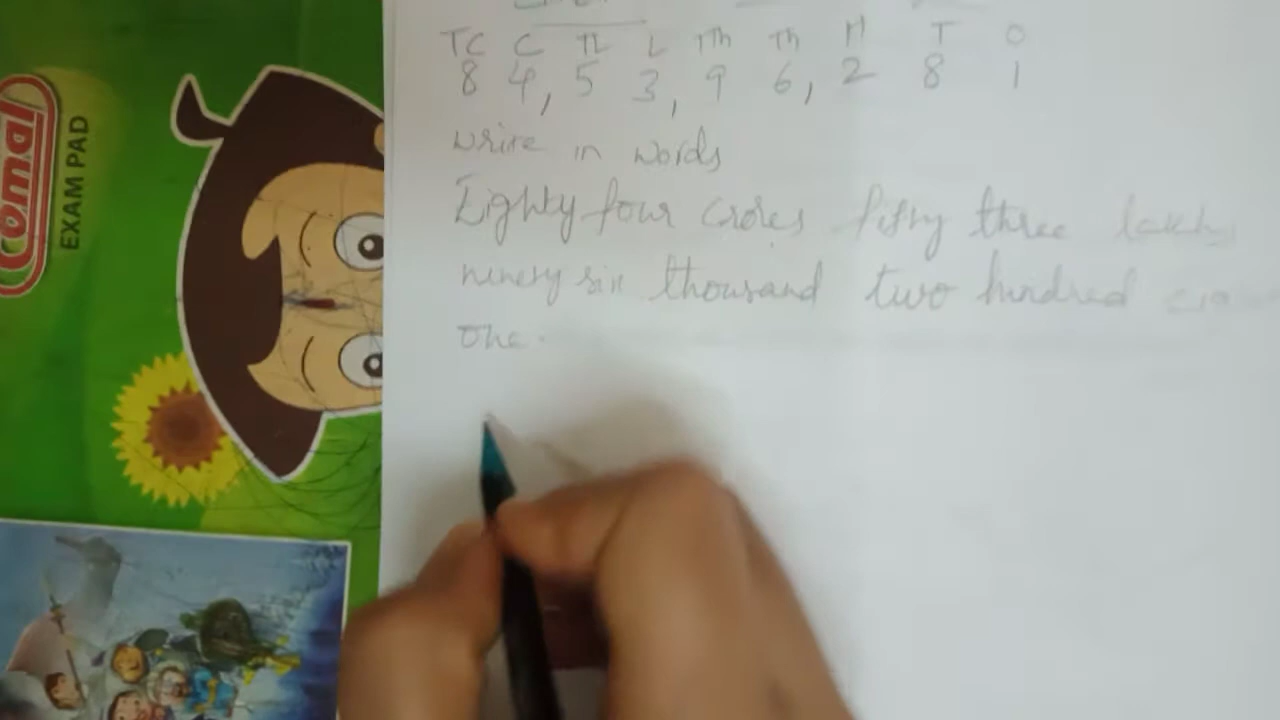 TC C TL L TTh Th H T O
8 4, 5 3, 9 6, 2 8 1
write in words
Eighty four crores fifty three lakhs
ninety six thousand two hundred
one.
Comal
EXAM PAD